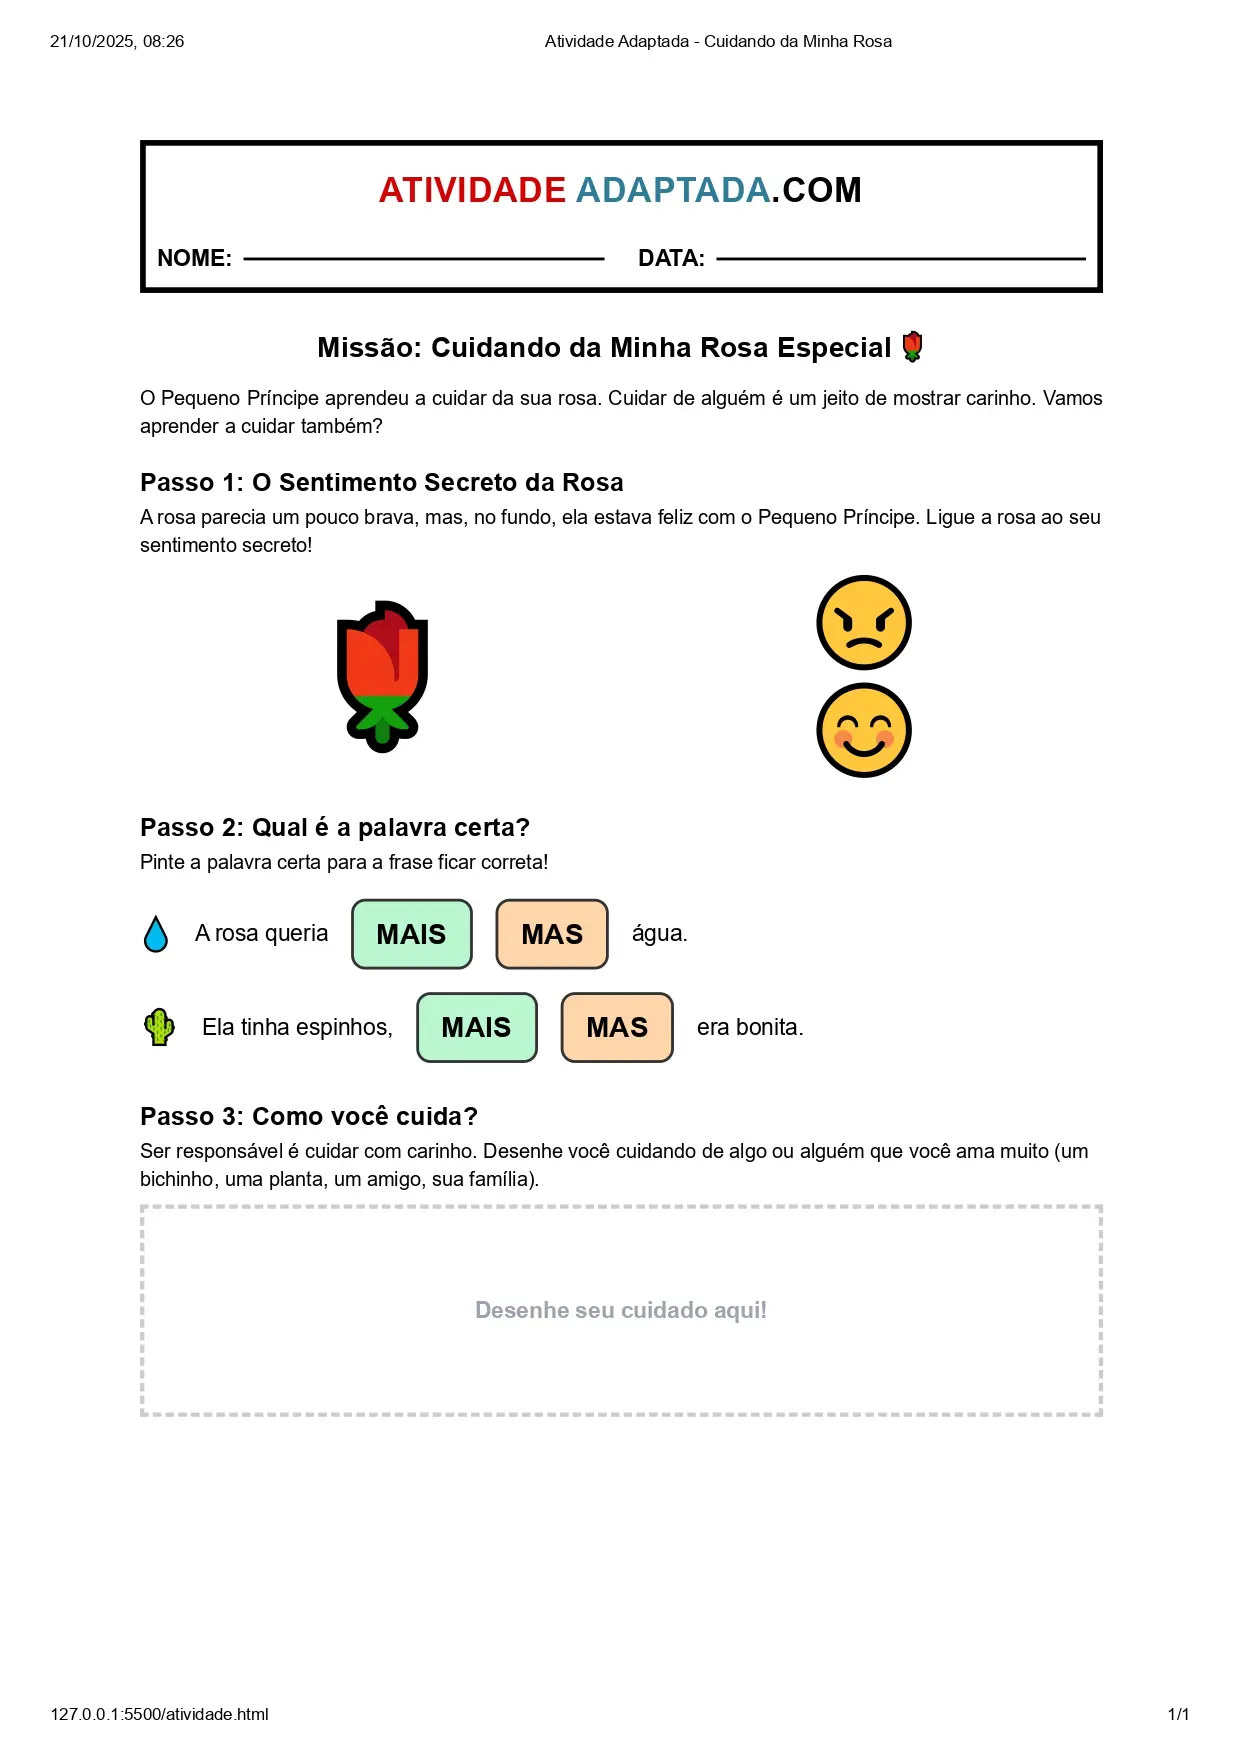 21/10/2025, 08:26 Atividade Adaptada - Cuidando da Minha Rosa
ATIVIDADE ADAPTADA.COM
NOME: DATA:
Missão: Cuidando da Minha Rosa Especial
O Pequeno Príncipe aprendeu a cuidar da sua rosa. Cuidar de alguém é um jeito de mostrar carinho. Vamos
aprender a cuidar também?
Passo 1: O Sentimento Secreto da Rosa
A rosa parecia um pouco brava, mas, no fundo, ela estava feliz com o Pequeno Príncipe. Ligue a rosa ao seu
sentimento secreto!
Passo 2: Qual é a palavra certa?
Pinte a palavra certa para a frase ficar correta!
A rosa queria MAIS MAS água.
Ela tinha espinhos, MAIS MAS era bonita.
Passo 3: Como você cuida?
Ser responsável é cuidar com carinho. Desenhe você cuidando de algo ou alguém que você ama muito (um
bichinho, uma planta, um amigo, sua família).
Desenhe seu cuidado aqui!
127.0.0.1:5500/atividade.html 1/1